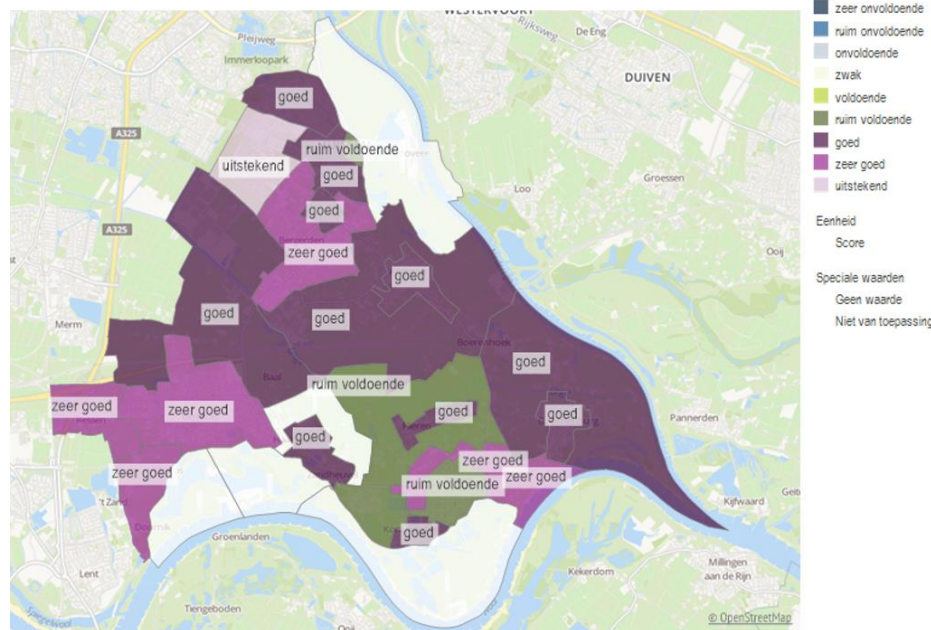 WESTERVOORT
Rijksweg
De Eng
Pleijweg
Immerloopark
DUIVEN
goed
A325
ruim voldoende
uitstekend
goed
Loo
Groessen
goed
A325
zeer goed
Ooij
goed
goed
goed
Merm
Boerenhoek
goed
Baal
ruim voldoende
zeer goed
zeer goed
goed
goed
Pannerden
goed
zeer goed
zeer goed
zeer goed
ruim voldoende
't Zand
Kijfwaard
goed
Groenlanden
Millingen
aan de Rijn
Kekerdom
Lent
Tiengeboden
Spiegelwaal
© OpenStreetMap
zeer onvoldoende
ruim onvoldoende
onvoldoende
zwak
voldoende
ruim voldoende
goed
zeer goed
uitstekend
Eenheid
Score
Speciale waarden
Geen waarde
Niet van toepassing